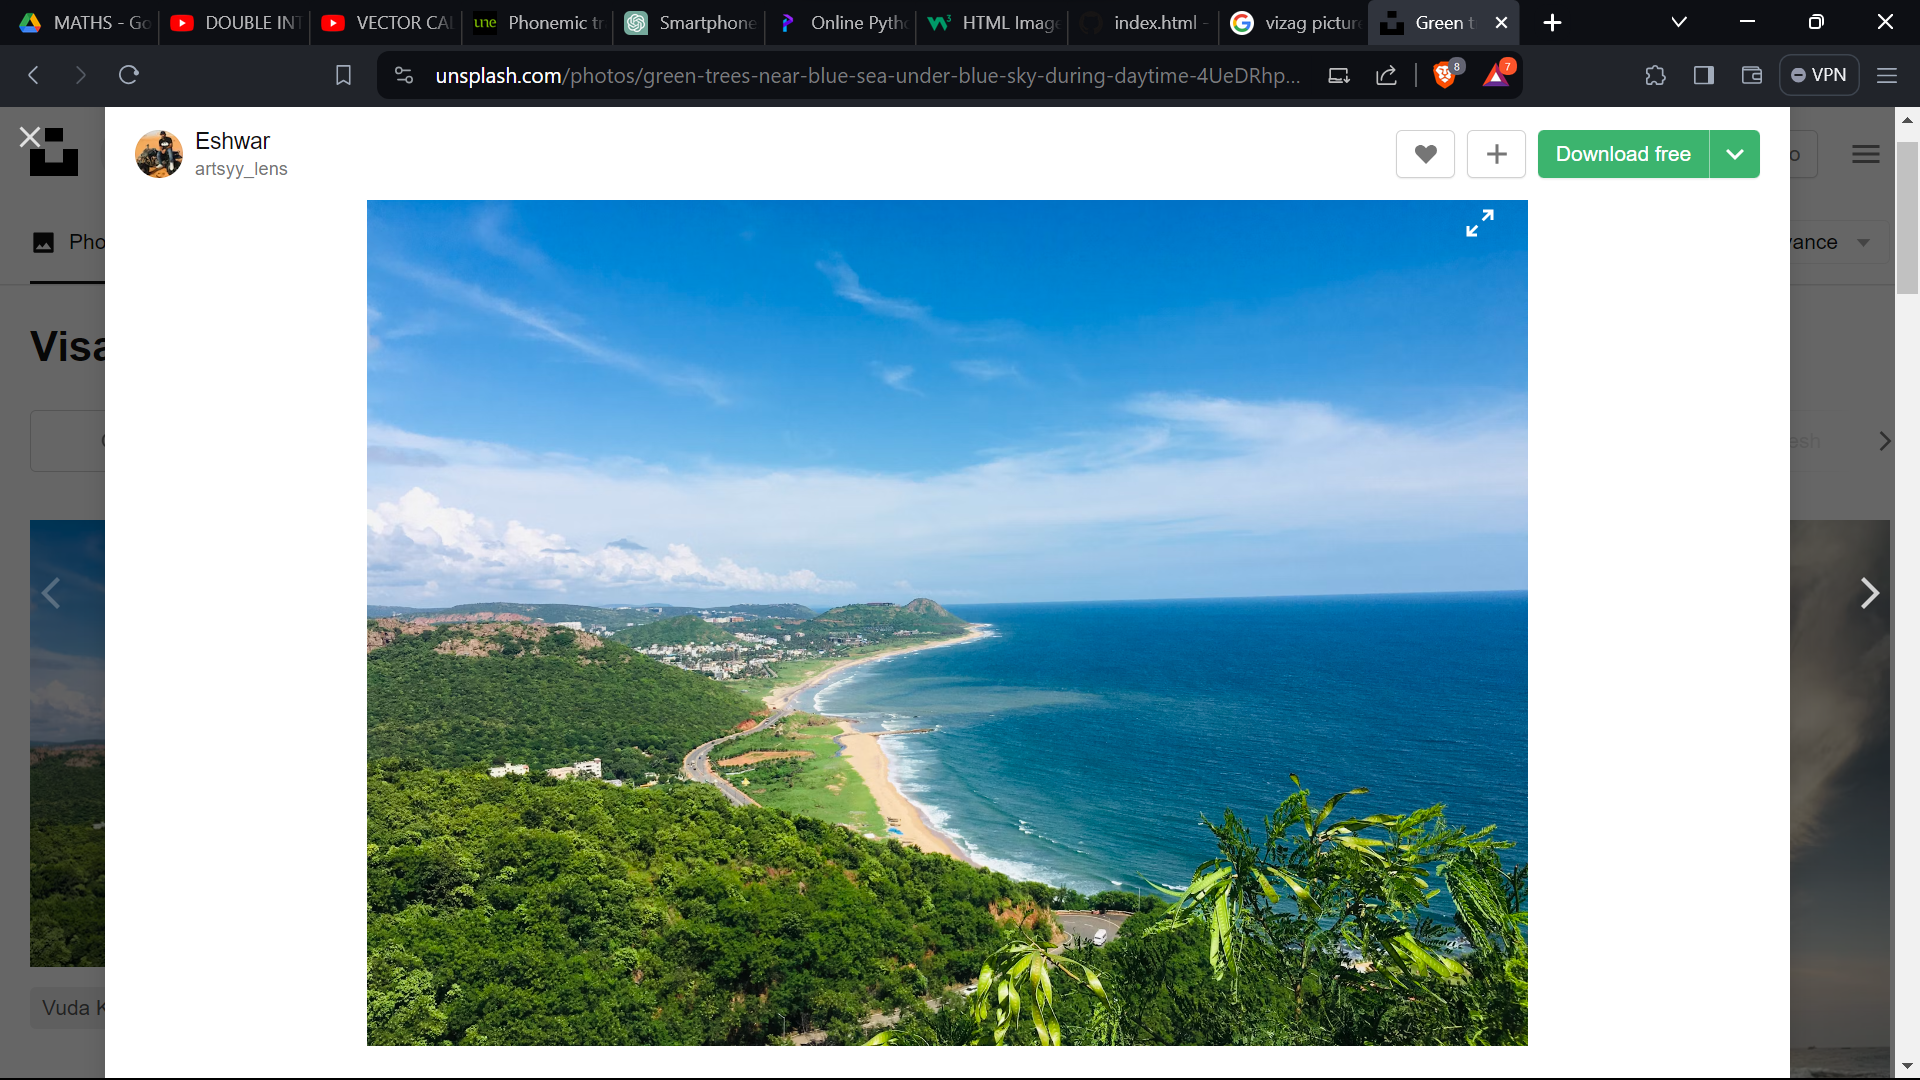 MATHS - Go
DOUBLE INT
VECTOR CAL
une Phonemic tr
Smartphone
Online Pytho
HTML Image
index.html -
vizag picture
Green t
unsplash.com/photos/green-trees-near-blue-sea-under-blue-sky-during-daytime-4UeDRhp...
8
7
VPN
Eshwar
artsyy_lens
Download free
Pho
vance
Visa
esh
Vuda K